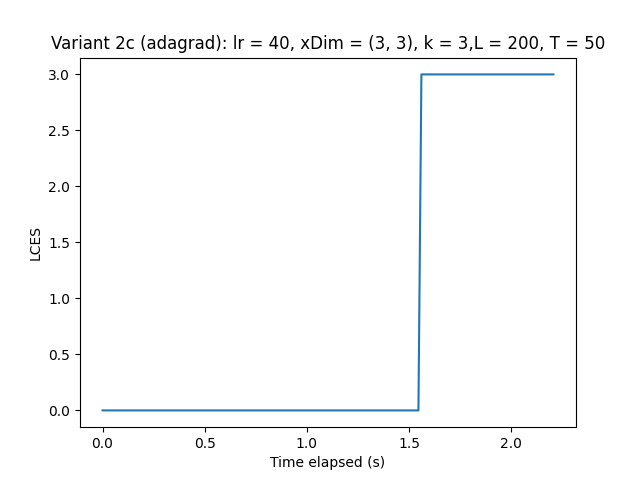 Variant 2c (adagrad): lr = 40, xDim = (3, 3), k = 3,L = 200, T = 50
3.0
2.5
2.0
1.5
1.0
0.5
0.0
LCES
0.0 0.5 1.0 1.5 2.0
Time elapsed (s)